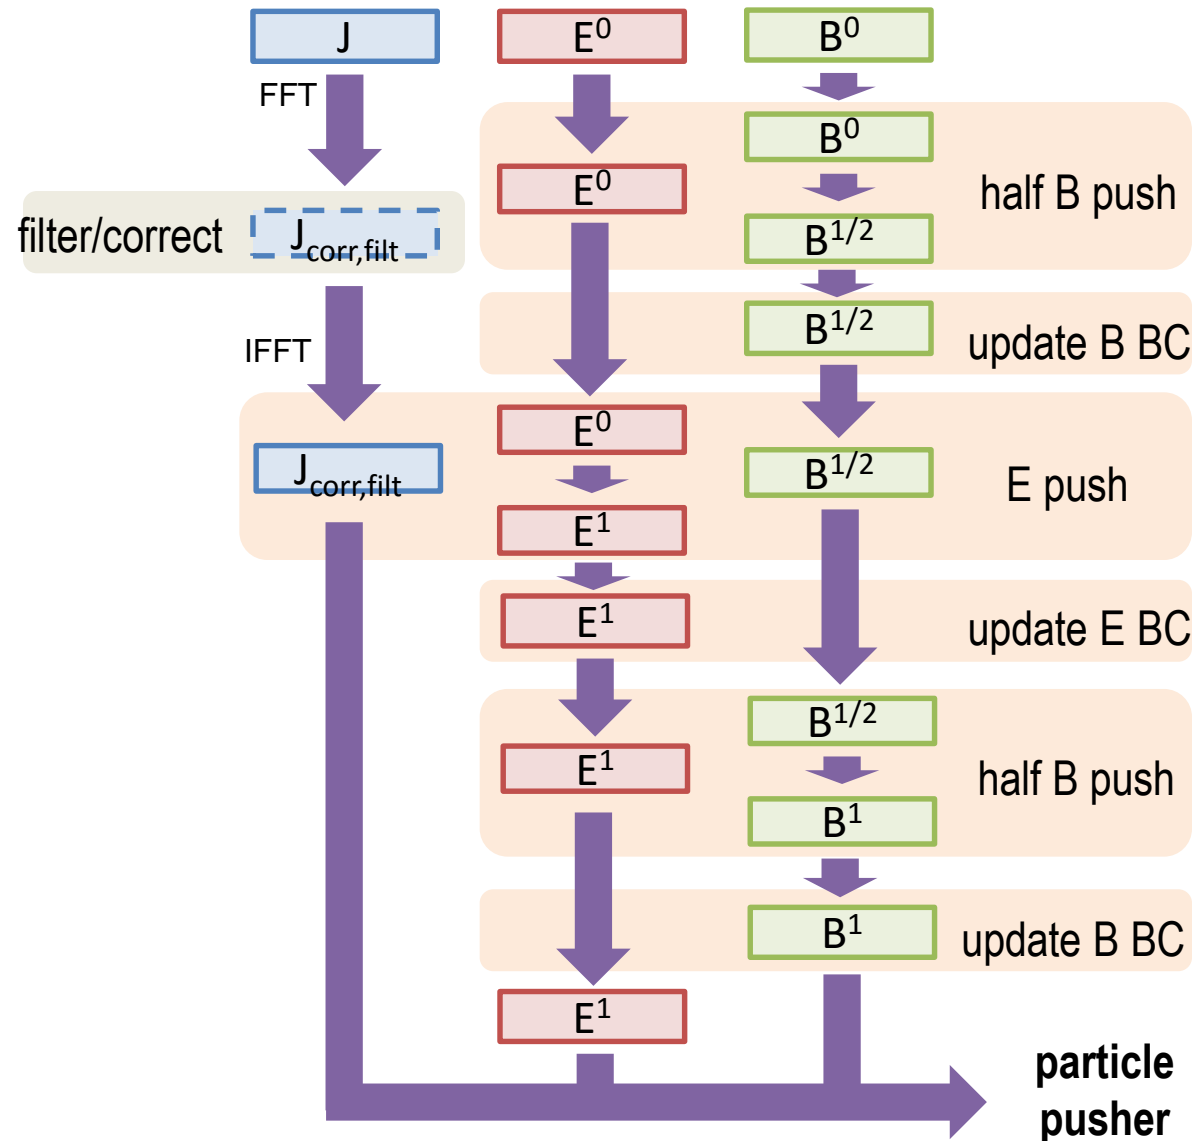 J
E⁰
B⁰
FFT
B⁰
E⁰
half B push
filter/correct
J_corr,filt
B¹/²
IFFT
B¹/²
update B BC
E⁰
J_corr,filt
B¹/²
E push
E¹
E¹
update E BC
B¹/²
E¹
half B push
B¹
B¹
update B BC
E¹
particle
pusher